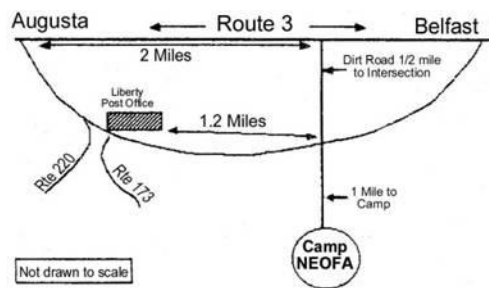 Augusta
Route 3
Belfast
2 Miles
Dirt Road 1/2 mile
to Intersection
Liberty
Post Office
1.2 Miles
Rte 220
Rte 173
1 Mile to
Camp
Camp
NEOFA
Not drawn to scale